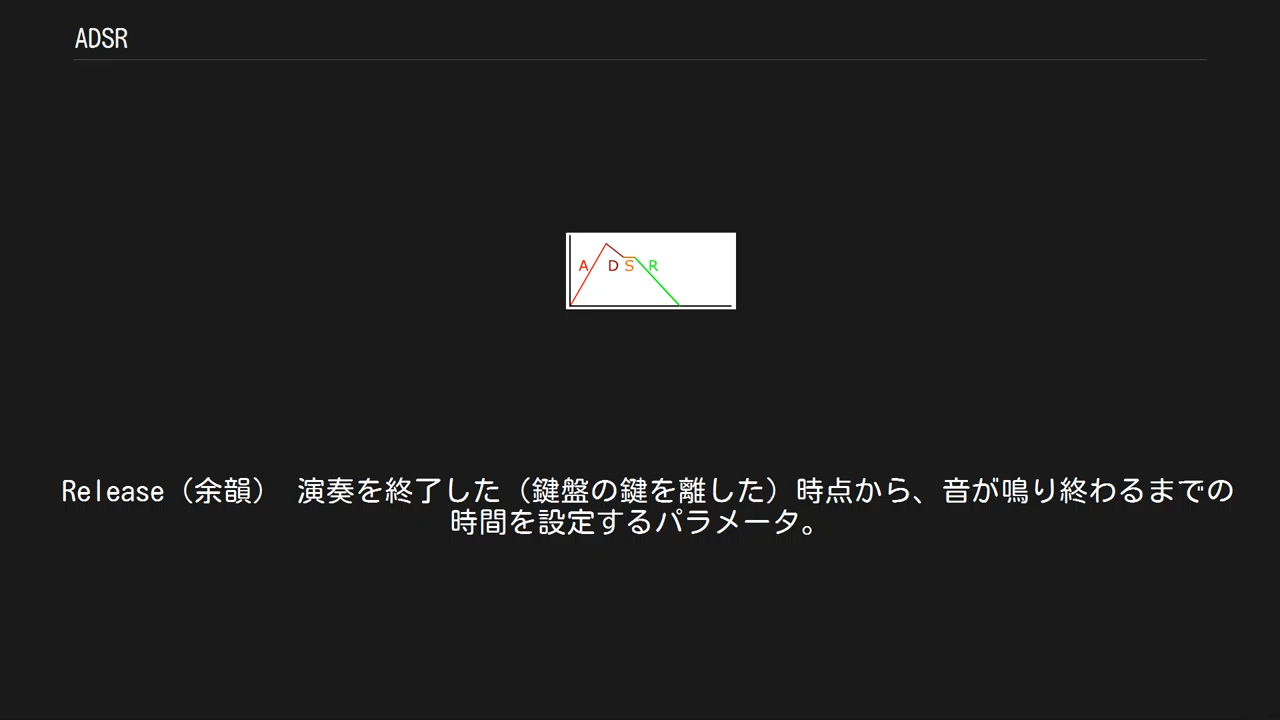 ADSR
A D S R
Release（余韻） 演奏を終了した（鍵盤の鍵を離した）時点から、音が鳴り終わるまでの
時間を設定するパラメータ。